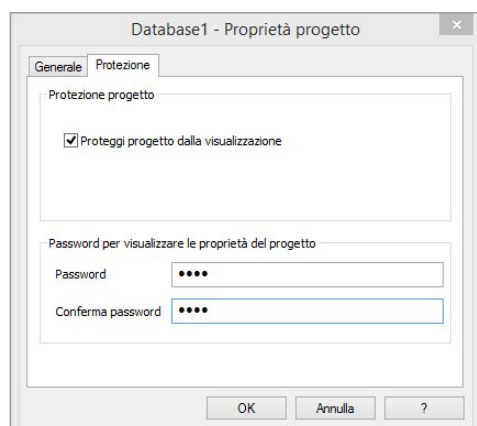 Database1 - Proprietà progetto
Generale Protezione
Protezione progetto
Proteggi progetto dalla visualizzazione
Password per visualizzare le proprietà del progetto
Password ••••
Conferma password ••••
OK Annulla ?